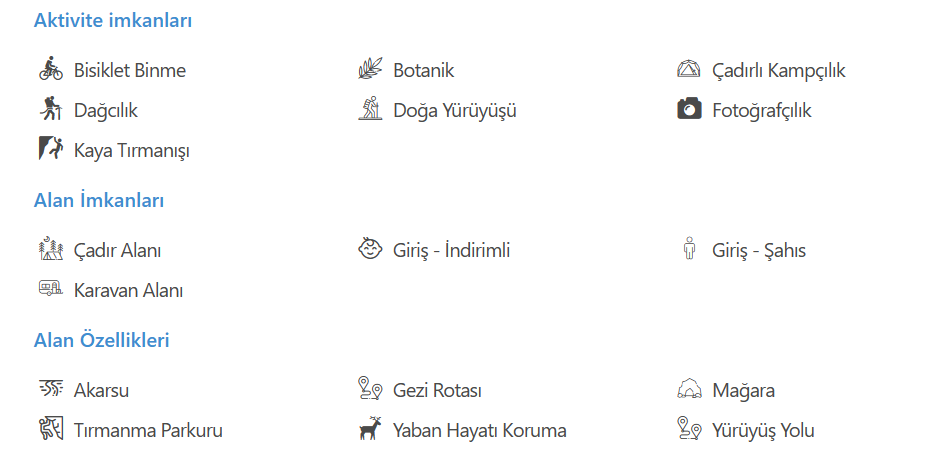 Aktivite imkanları
Bisiklet Binme Botanik Çadırlı Kampçılık
Dağcılık Doğa Yürüyüşü Fotoğrafçılık
Kaya Tırmanışı
Alan İmkanları
Çadır Alanı Giriş - İndirimli Giriş - Şahıs
Karavan Alanı
Alan Özellikleri
Akarsu Gezi Rotası Mağara
Tırmanma Parkuru Yaban Hayatı Koruma Yürüyüş Yolu